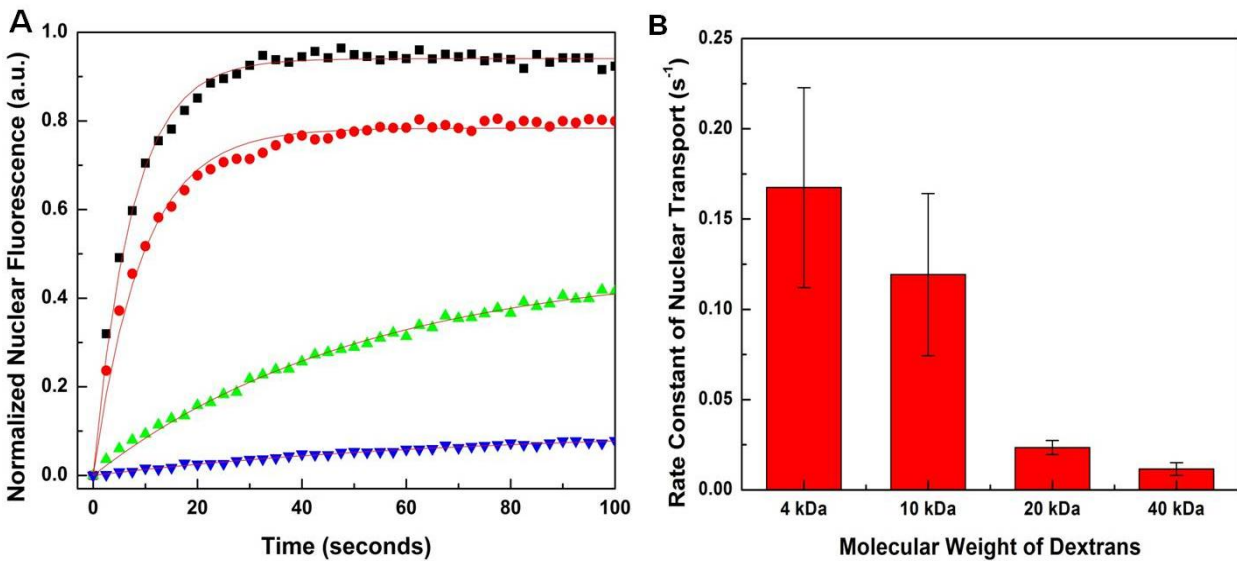 A
Normalized Nuclear Fluorescence (a.u.)
1.0
0.8
0.6
0.4
0.2
0.0
0 20 40 60 80 100
Time (seconds)
B
Rate Constant of Nuclear Transport (s⁻¹)
0.25
0.20
0.15
0.10
0.05
0.00
4 kDa 10 kDa 20 kDa 40 kDa
Molecular Weight of Dextrans